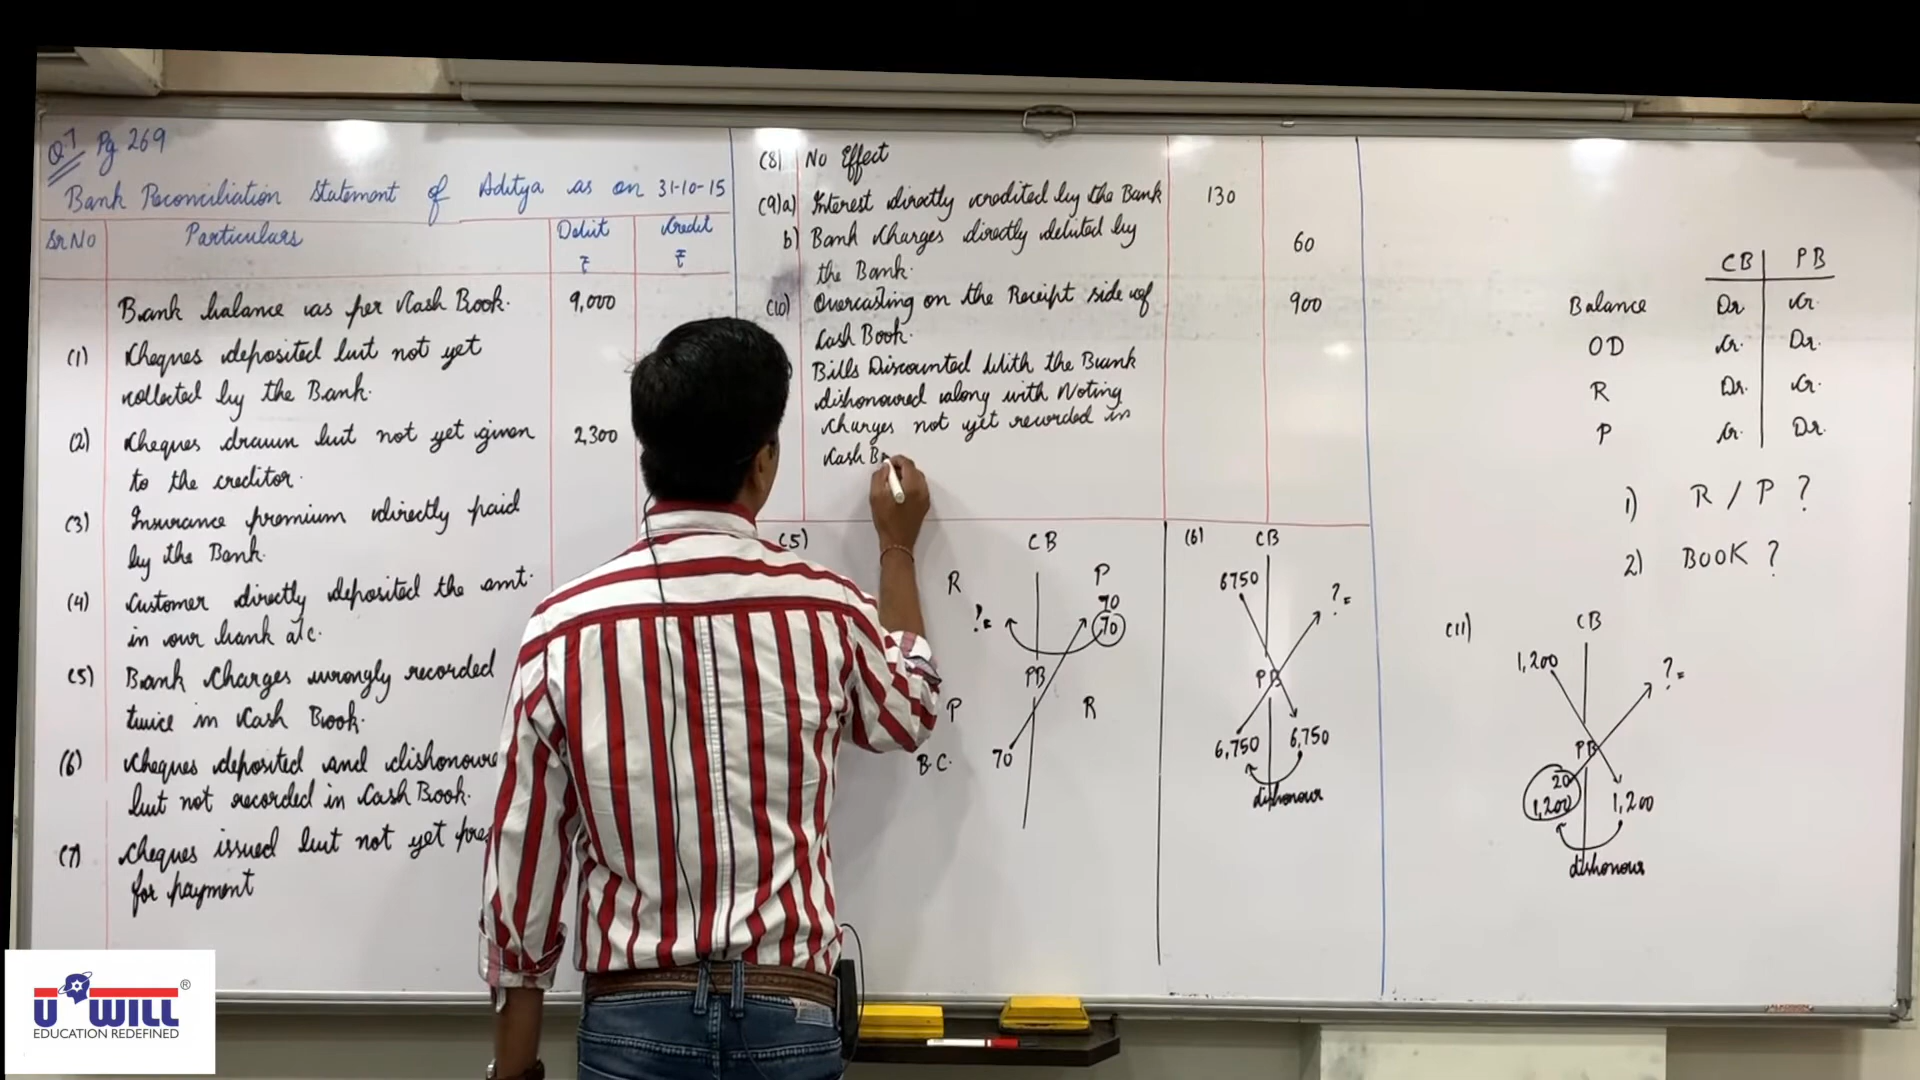 Q.7 Pg 269
Bank Reconciliation Statement of Aditya as on 31-10-15
Sr No Particulars Debit ₹ Credit ₹
Bank balance as per Cash Book. 9,000
(1) Cheques deposited but not yet
collected by the Bank.
(2) Cheques drawn but not yet given 2,300
to the creditor.
(3) Insurance premium directly paid
by the Bank.
(4) Customer directly deposited the amt.
in our bank a/c.
(5) Bank Charges wrongly recorded
twice in Cash Book.
(6) Cheques deposited and dishonoure
but not recorded in Cash Book.
(7) Cheques issued but not yet pres
for payment
(8) No Effect
(9)a) Interest directly credited by the Bank 130
b) Bank Charges directly debited by 60
the Bank.
(10) Overcasting on the Receipt side of 900
Cash Book.
Bills Discounted With the Bank
dishonoured along with Noting
Charges not yet recorded in
Cash Bo
(5) CB
R P
70
?= 70
PB
P R
B.C. 70
(6) CB
6750 ?=
PB
6,750 6,750
dishonour
CB PB
Balance Dr. Cr.
OD Cr. Dr.
R Dr. Cr.
P Cr. Dr.
1) R / P ?
2) BOOK ?
(11) CB
1,200 ?=
PB
20
1,200 1,200
dishonour
U WILL ®
EDUCATION REDEFINED